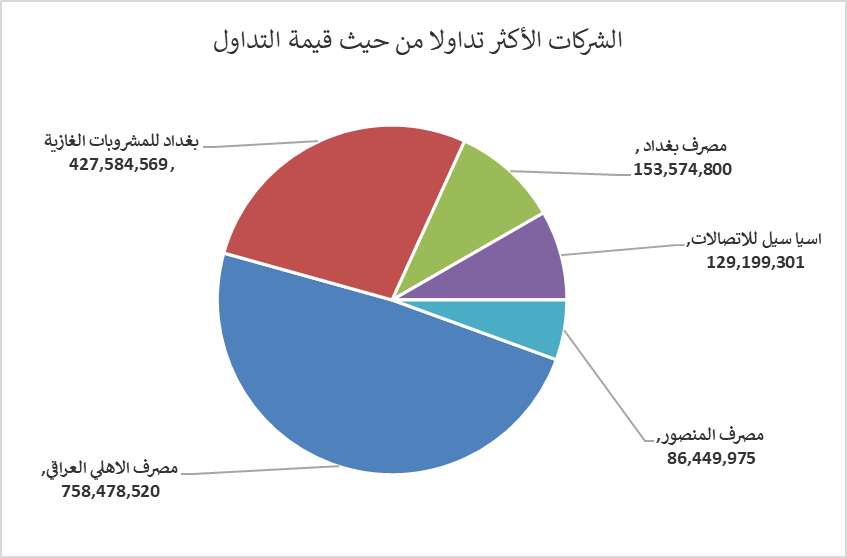 الشركات الأكثر تداولا من حيث قيمة التداول
مصرف بغداد ,
153,574,800
بغداد للمشروبات الغازية
427,584,569 ,
اسيا سيل للاتصالات,
129,199,301
مصرف المنصور,
86,449,975
مصرف الاهلي العراقي,
758,478,520